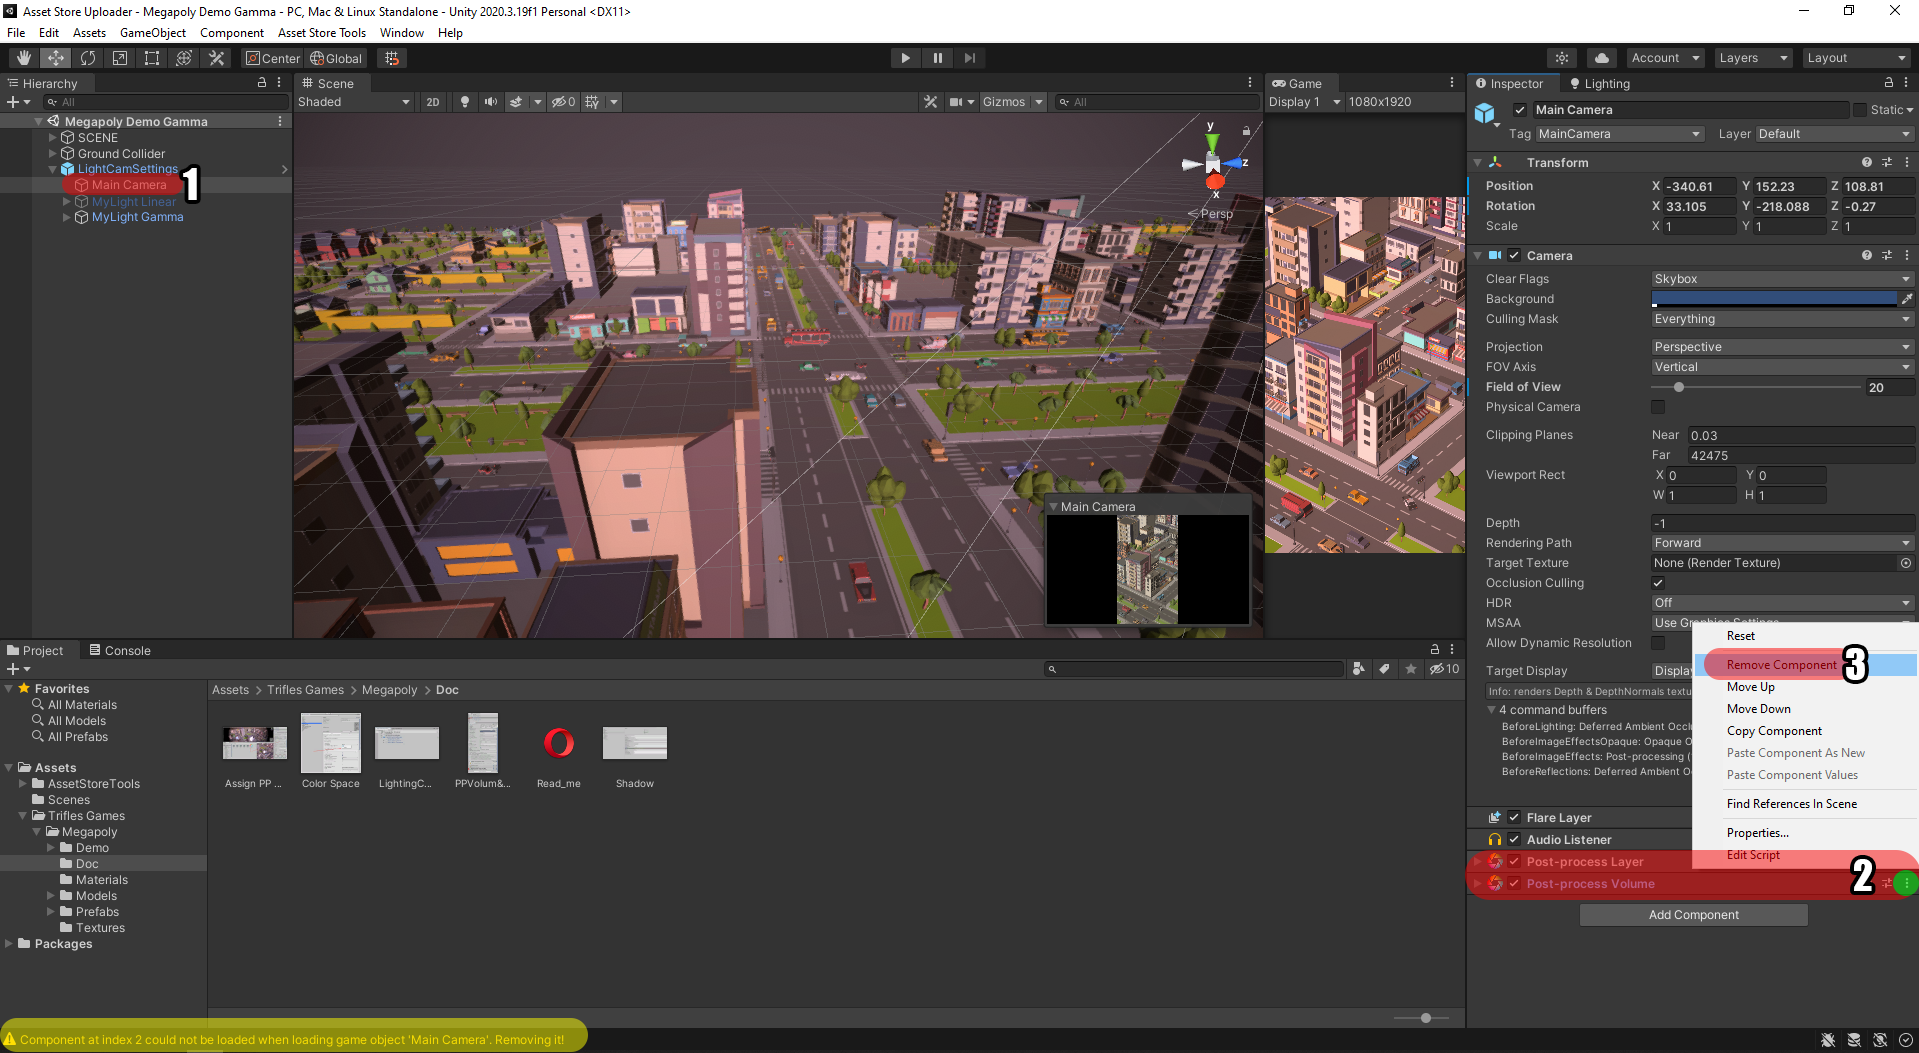 Asset Store Uploader - Megapoly Demo Gamma - PC, Mac & Linux Standalone - Unity 2020.3.19f1 Personal <DX11>
File Edit Assets GameObject Component Asset Store Tools Window Help
Center Global
Account Layers Layout
Hierarchy
All
Megapoly Demo Gamma
SCENE
Ground Collider
LightCamSettings
Main Camera
1
MyLight Linear
MyLight Gamma
Scene
Shaded 2D 0 Gizmos All
y
z
x
Persp
Main Camera
Game
Display 1 1080x1920
Inspector Lighting
Main Camera Static
Tag MainCamera Layer Default
Transform
Position X -340.61 Y 152.23 Z 108.81
Rotation X 33.105 Y -218.088 Z -0.27
Scale X 1 Y 1 Z 1
Camera
Clear Flags Skybox
Background
Culling Mask Everything
Projection Perspective
FOV Axis Vertical
Field of View 20
Physical Camera
Clipping Planes Near 0.03
Far 42475
Viewport Rect X 0 Y 0
W 1 H 1
Depth -1
Rendering Path Forward
Target Texture None (Render Texture)
Occlusion Culling
HDR Off
MSAA Use Graphics Settings
Allow Dynamic Resolution
Target Display Display
Info: renders Depth & DepthNormals textu
4 command buffers
BeforeLighting: Deferred Ambient Occl
BeforeImageEffectsOpaque: Opaque O
BeforeImageEffects: Post-processing (
BeforeReflections: Deferred Ambient Oc
Flare Layer
Audio Listener
Post-process Layer
Post-process Volume
2
Add Component
Reset
Remove Component
3
Move Up
Move Down
Copy Component
Paste Component As New
Paste Component Values
Find References In Scene
Properties...
Edit Script
Project Console
10
Favorites
All Materials
All Models
All Prefabs
Assets
AssetStoreTools
Scenes
Trifles Games
Megapoly
Demo
Doc
Materials
Models
Prefabs
Textures
Packages
Assets > Trifles Games > Megapoly > Doc
Assign PP ... Color Space LightingC... PPVolum&... Read_me Shadow
Component at index 2 could not be loaded when loading game object 'Main Camera'. Removing it!